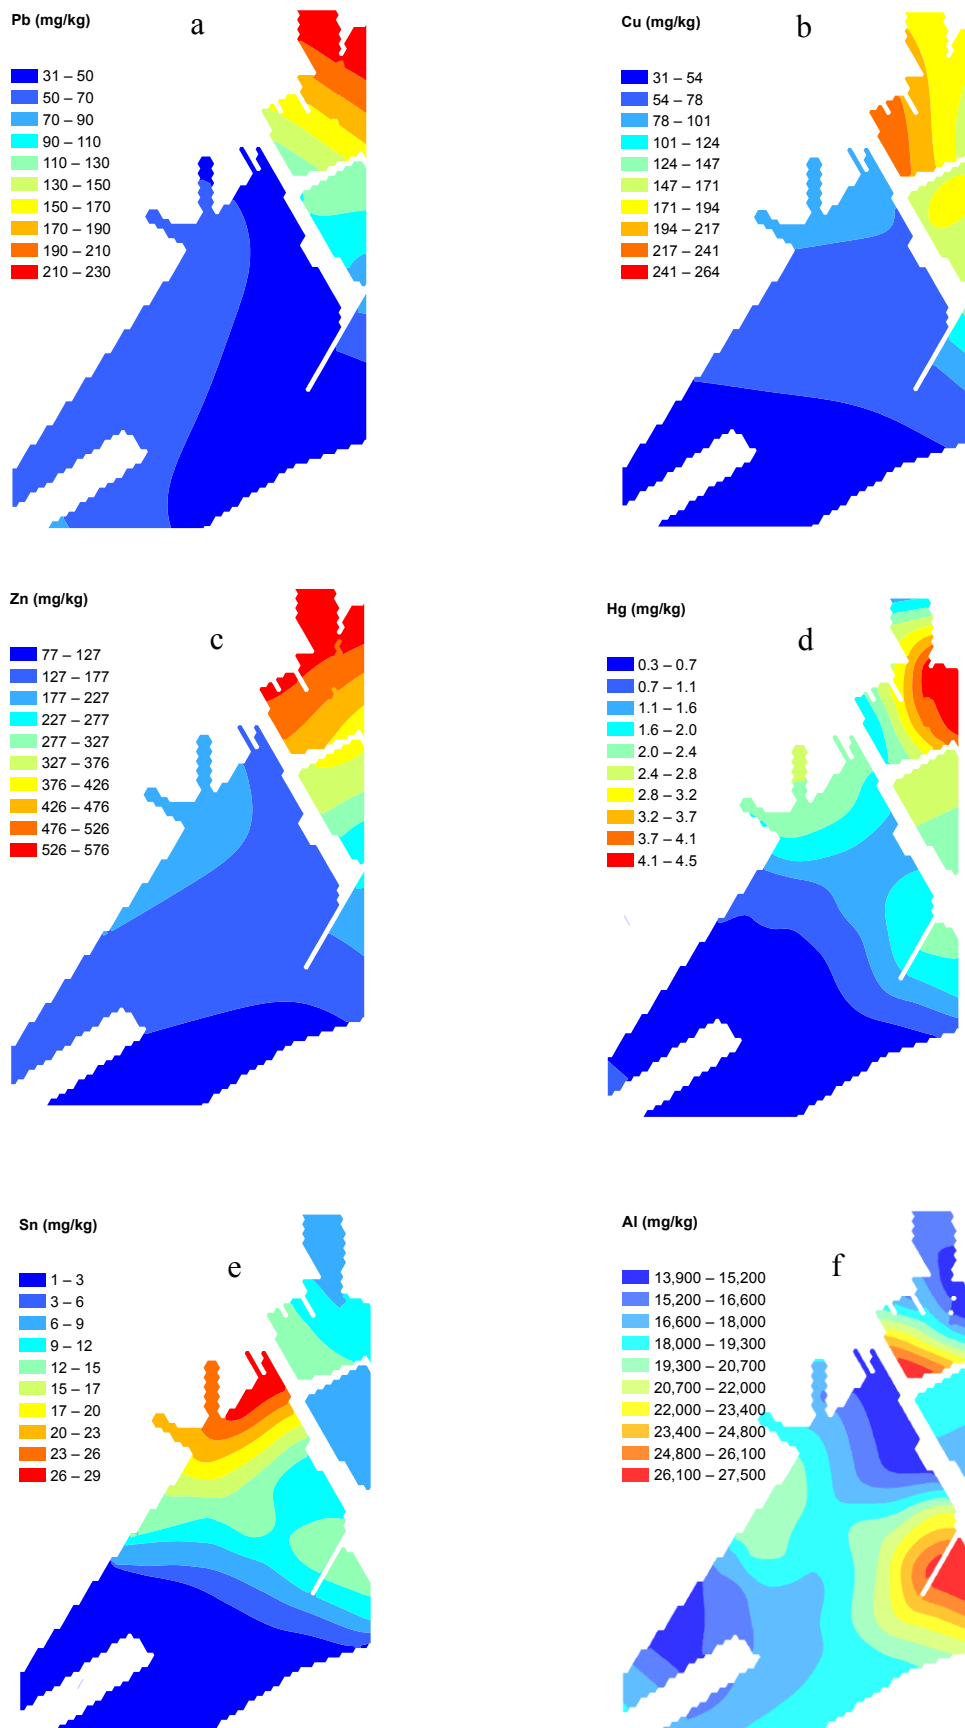 Pb (mg/kg)
a
31 – 50
50 – 70
70 – 90
90 – 110
110 – 130
130 – 150
150 – 170
170 – 190
190 – 210
210 – 230
Cu (mg/kg)
b
31 – 54
54 – 78
78 – 101
101 – 124
124 – 147
147 – 171
171 – 194
194 – 217
217 – 241
241 – 264
Zn (mg/kg)
c
77 – 127
127 – 177
177 – 227
227 – 277
277 – 327
327 – 376
376 – 426
426 – 476
476 – 526
526 – 576
Hg (mg/kg)
d
0.3 – 0.7
0.7 – 1.1
1.1 – 1.6
1.6 – 2.0
2.0 – 2.4
2.4 – 2.8
2.8 – 3.2
3.2 – 3.7
3.7 – 4.1
4.1 – 4.5
Sn (mg/kg)
e
1 – 3
3 – 6
6 – 9
9 – 12
12 – 15
15 – 17
17 – 20
20 – 23
23 – 26
26 – 29
Al (mg/kg)
f
13,900 – 15,200
15,200 – 16,600
16,600 – 18,000
18,000 – 19,300
19,300 – 20,700
20,700 – 22,000
22,000 – 23,400
23,400 – 24,800
24,800 – 26,100
26,100 – 27,500